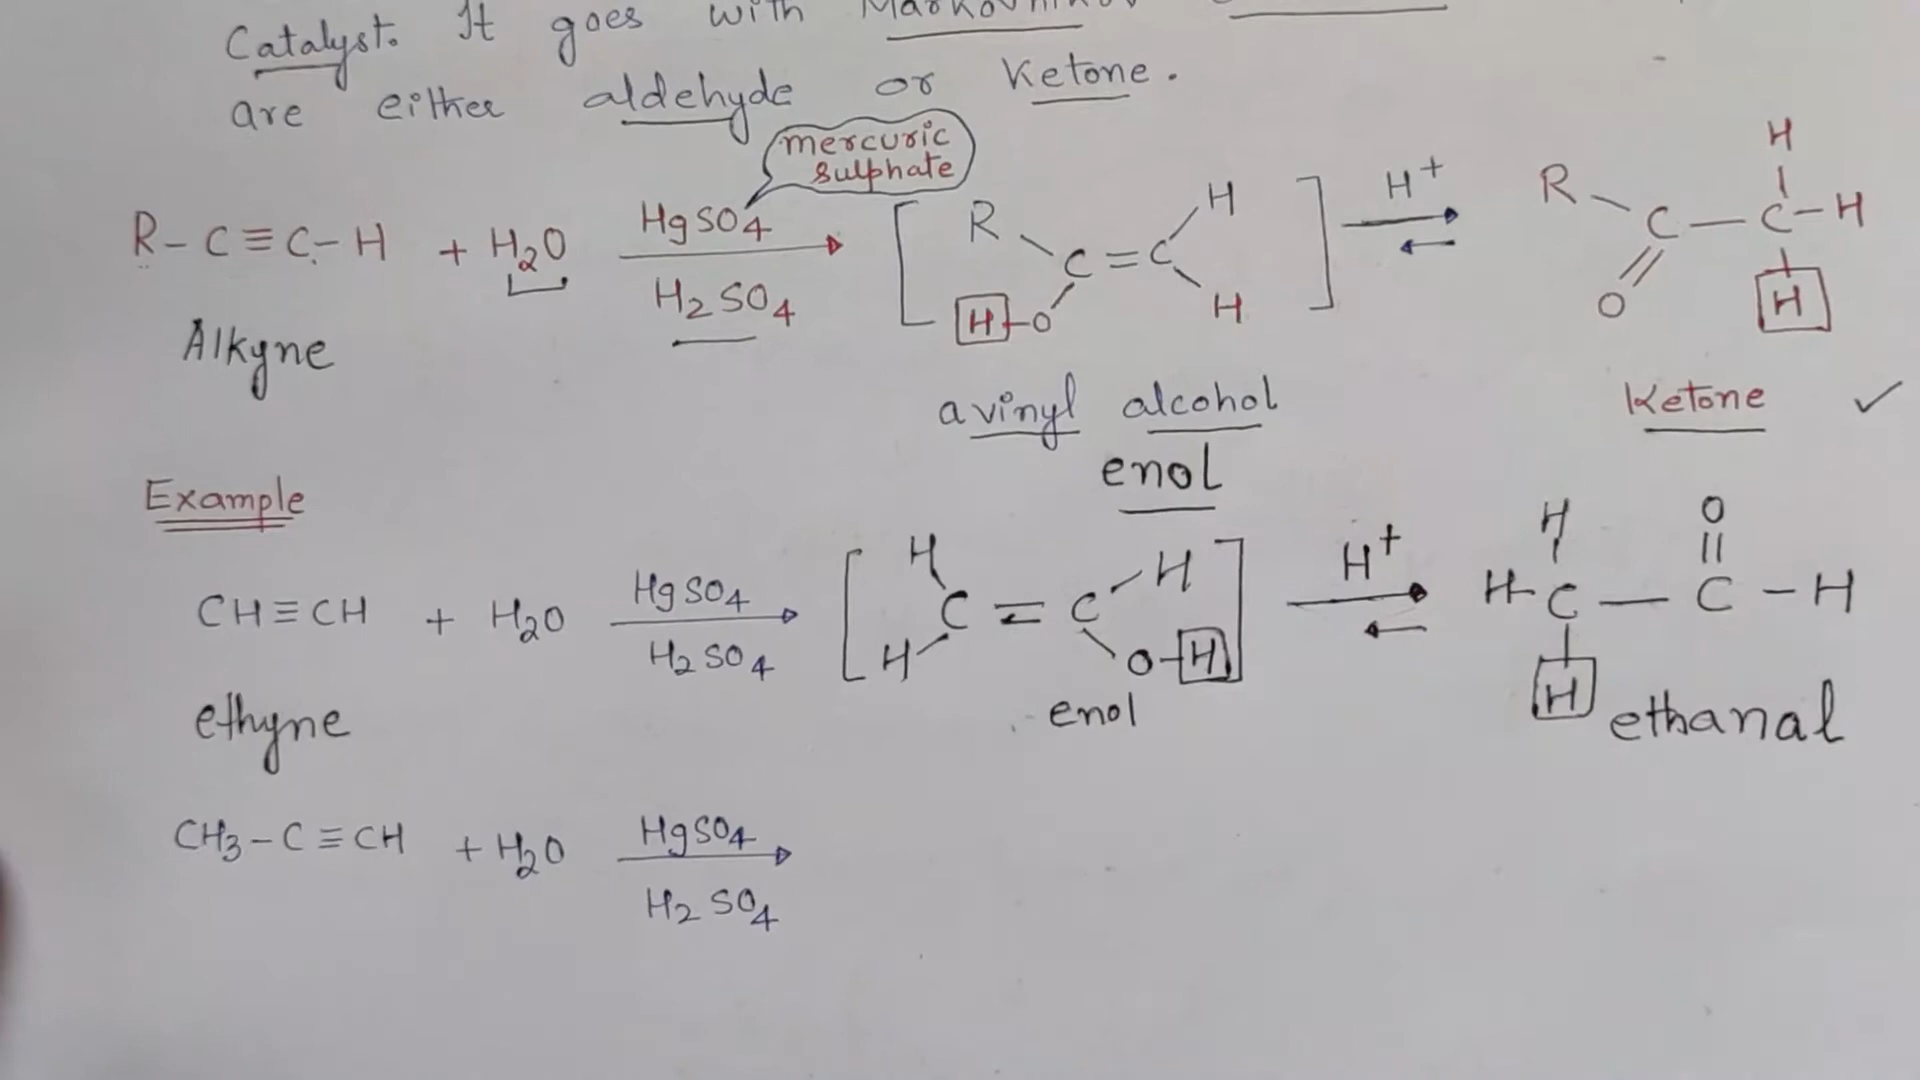 Catalyst. It goes with Markovnikov
are either aldehyde or Ketone.
mercuric
sulphate
R-C≡C-H + H2O HgSO4 H2SO4 [R C=C H H H-O] H+ R C-C-H H H O
Alkyne
a vinyl alcohol
enol
Ketone ✓
Example
CH≡CH + H2O HgSO4 H2SO4 [H H C=C H O-H] H+ H-C-C-H H H O
ethyne
enol
ethanal
CH3-C≡CH + H2O HgSO4 H2SO4